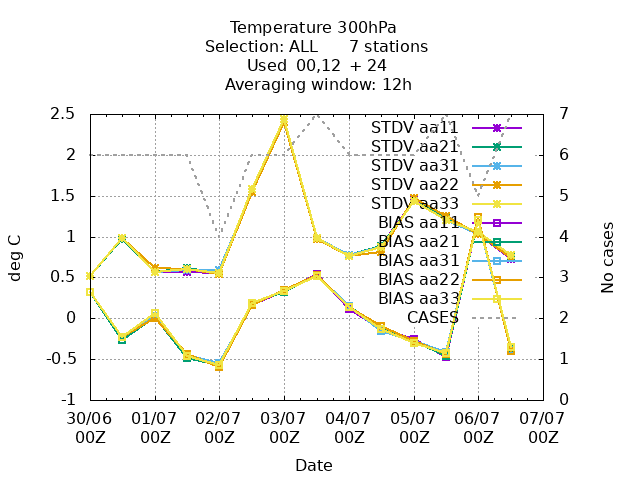 Temperature 300hPa
Selection: ALL 7 stations
Used 00,12 + 24
Averaging window: 12h
deg C
2.5
2
1.5
1
0.5
0
-0.5
-1
STDV aa11
STDV aa21
STDV aa31
STDV aa22
STDV aa33
BIAS aa11
BIAS aa21
BIAS aa31
BIAS aa22
BIAS aa33
CASES
7
6
5
4
3
2
1
0
No cases
30/06 01/07 02/07 03/07 04/07 05/07 06/07 07/07
00Z 00Z 00Z 00Z 00Z 00Z 00Z 00Z
Date